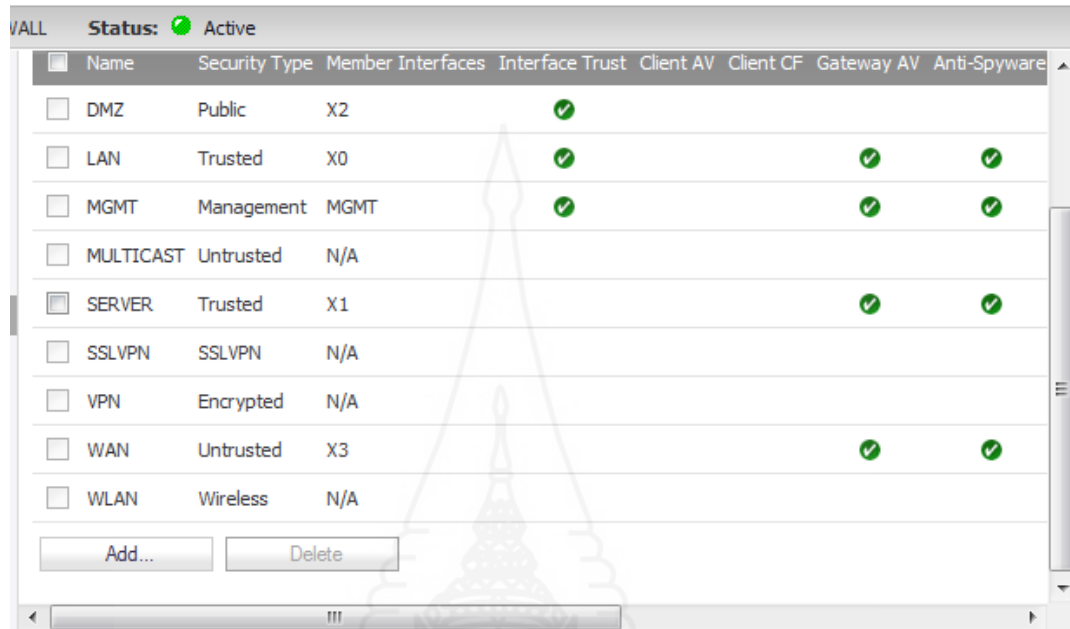 WALL Status: Active
Name Security Type Member Interfaces Interface Trust Client AV Client CF Gateway AV Anti-Spyware
DMZ Public X2
LAN Trusted X0
MGMT Management MGMT
MULTICAST Untrusted N/A
SERVER Trusted X1
SSLVPN SSLVPN N/A
VPN Encrypted N/A
WAN Untrusted X3
WLAN Wireless N/A
Add... Delete